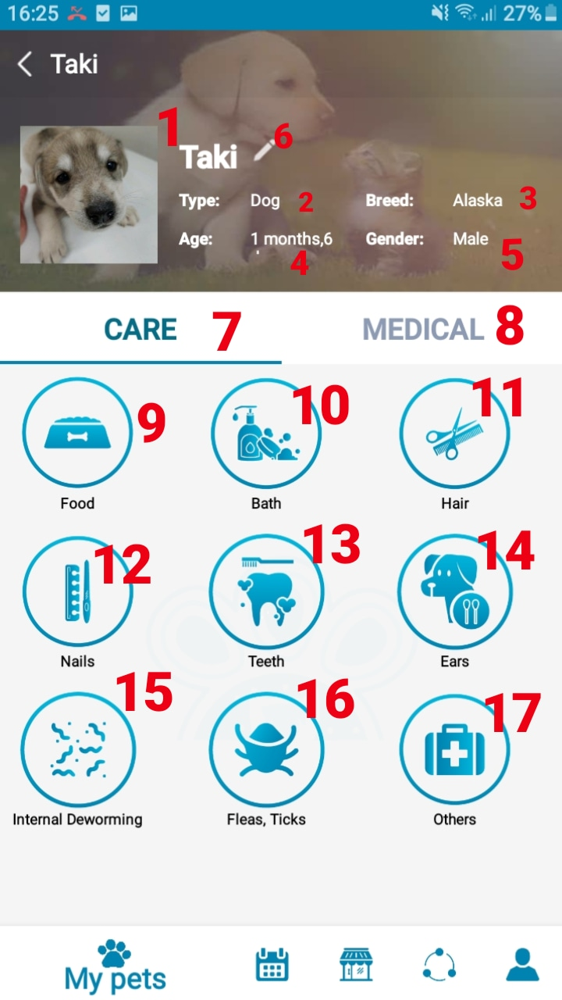 16:25 27%
Taki
1
Taki 6
Type: Dog 2 Breed: Alaska 3
Age: 1 months,6 Gender: Male 5
4
CARE 7 MEDICAL 8
9 10 11
Food Bath Hair
12 13 14
Nails Teeth Ears
15 16 17
Internal Deworming Fleas, Ticks Others
My pets